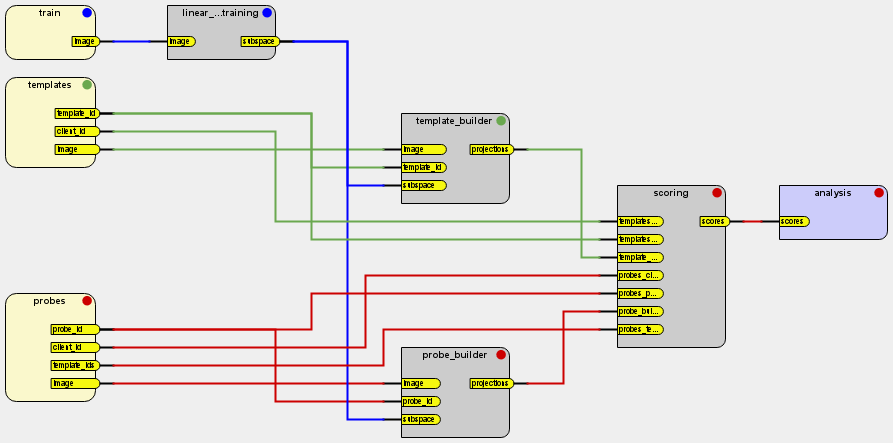 train
image
linear_...training
image
subspace
templates
template_id
client_id
image
template_builder
image
projections
template_id
subspace
scoring
templates...
scores
templates...
template_...
probes_cl...
probes_p...
probe_bui...
probes_te...
analysis
scores
probes
probe_id
client_id
template_ids
image
probe_builder
image
projections
probe_id
subspace